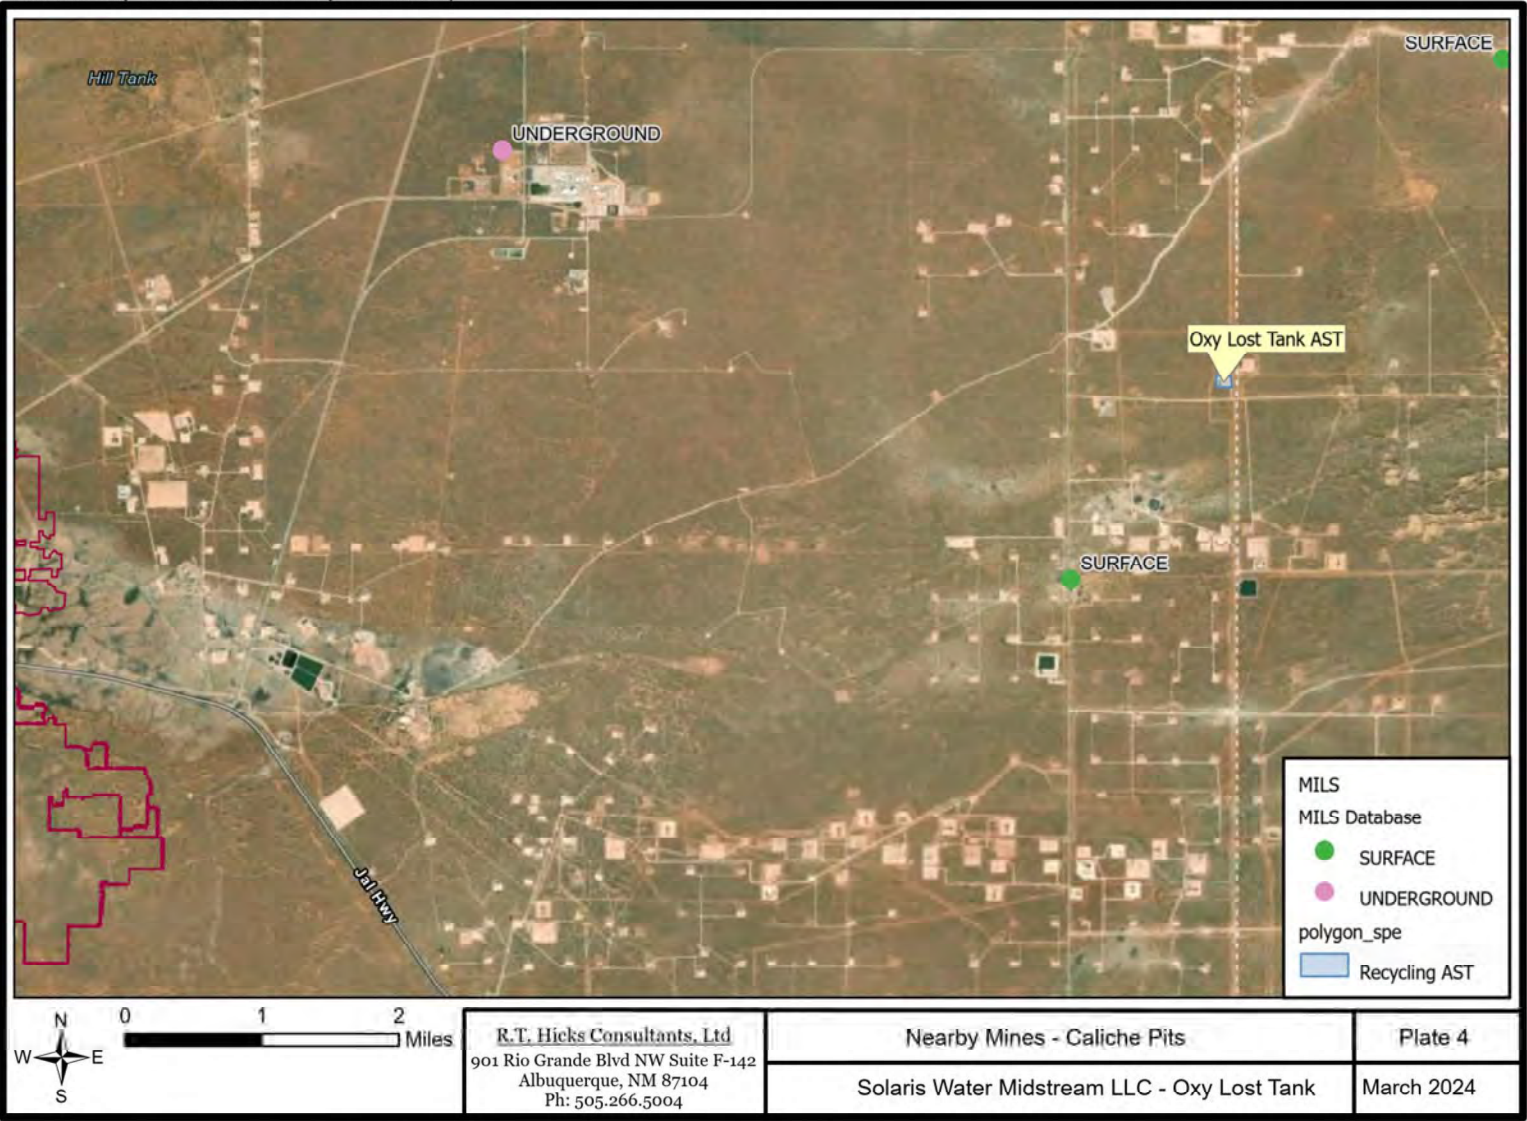 SURFACE
Hill Tank
UNDERGROUND
Oxy Lost Tank AST
SURFACE
Jal Hwy
MILS
MILS Database
SURFACE
UNDERGROUND
polygon_spe
Recycling AST
N
W E
S
0 1 2
Miles
R.T. Hicks Consultants, Ltd
901 Rio Grande Blvd NW Suite F-142
Albuquerque, NM 87104
Ph: 505.266.5004
Nearby Mines - Caliche Pits
Solaris Water Midstream LLC - Oxy Lost Tank
Plate 4
March 2024